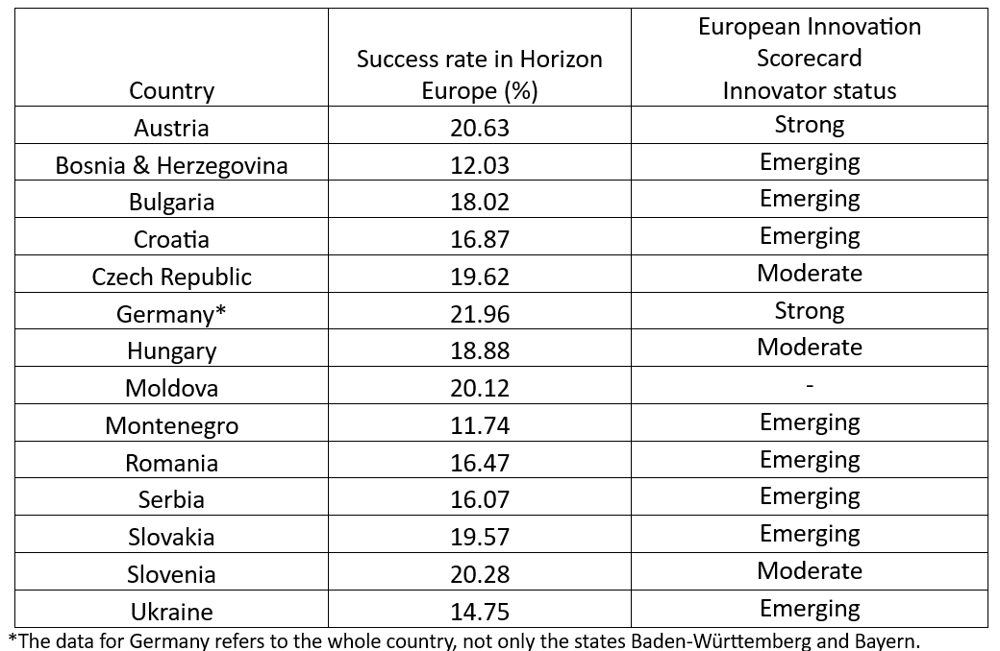 Country Success rate in Horizon Europe (%) European Innovation Scorecard Innovator status
Austria 20.63 Strong
Bosnia & Herzegovina 12.03 Emerging
Bulgaria 18.02 Emerging
Croatia 16.87 Emerging
Czech Republic 19.62 Moderate
Germany* 21.96 Strong
Hungary 18.88 Moderate
Moldova 20.12 -
Montenegro 11.74 Emerging
Romania 16.47 Emerging
Serbia 16.07 Emerging
Slovakia 19.57 Emerging
Slovenia 20.28 Moderate
Ukraine 14.75 Emerging
*The data for Germany refers to the whole country, not only the states Baden-Württemberg and Bayern.